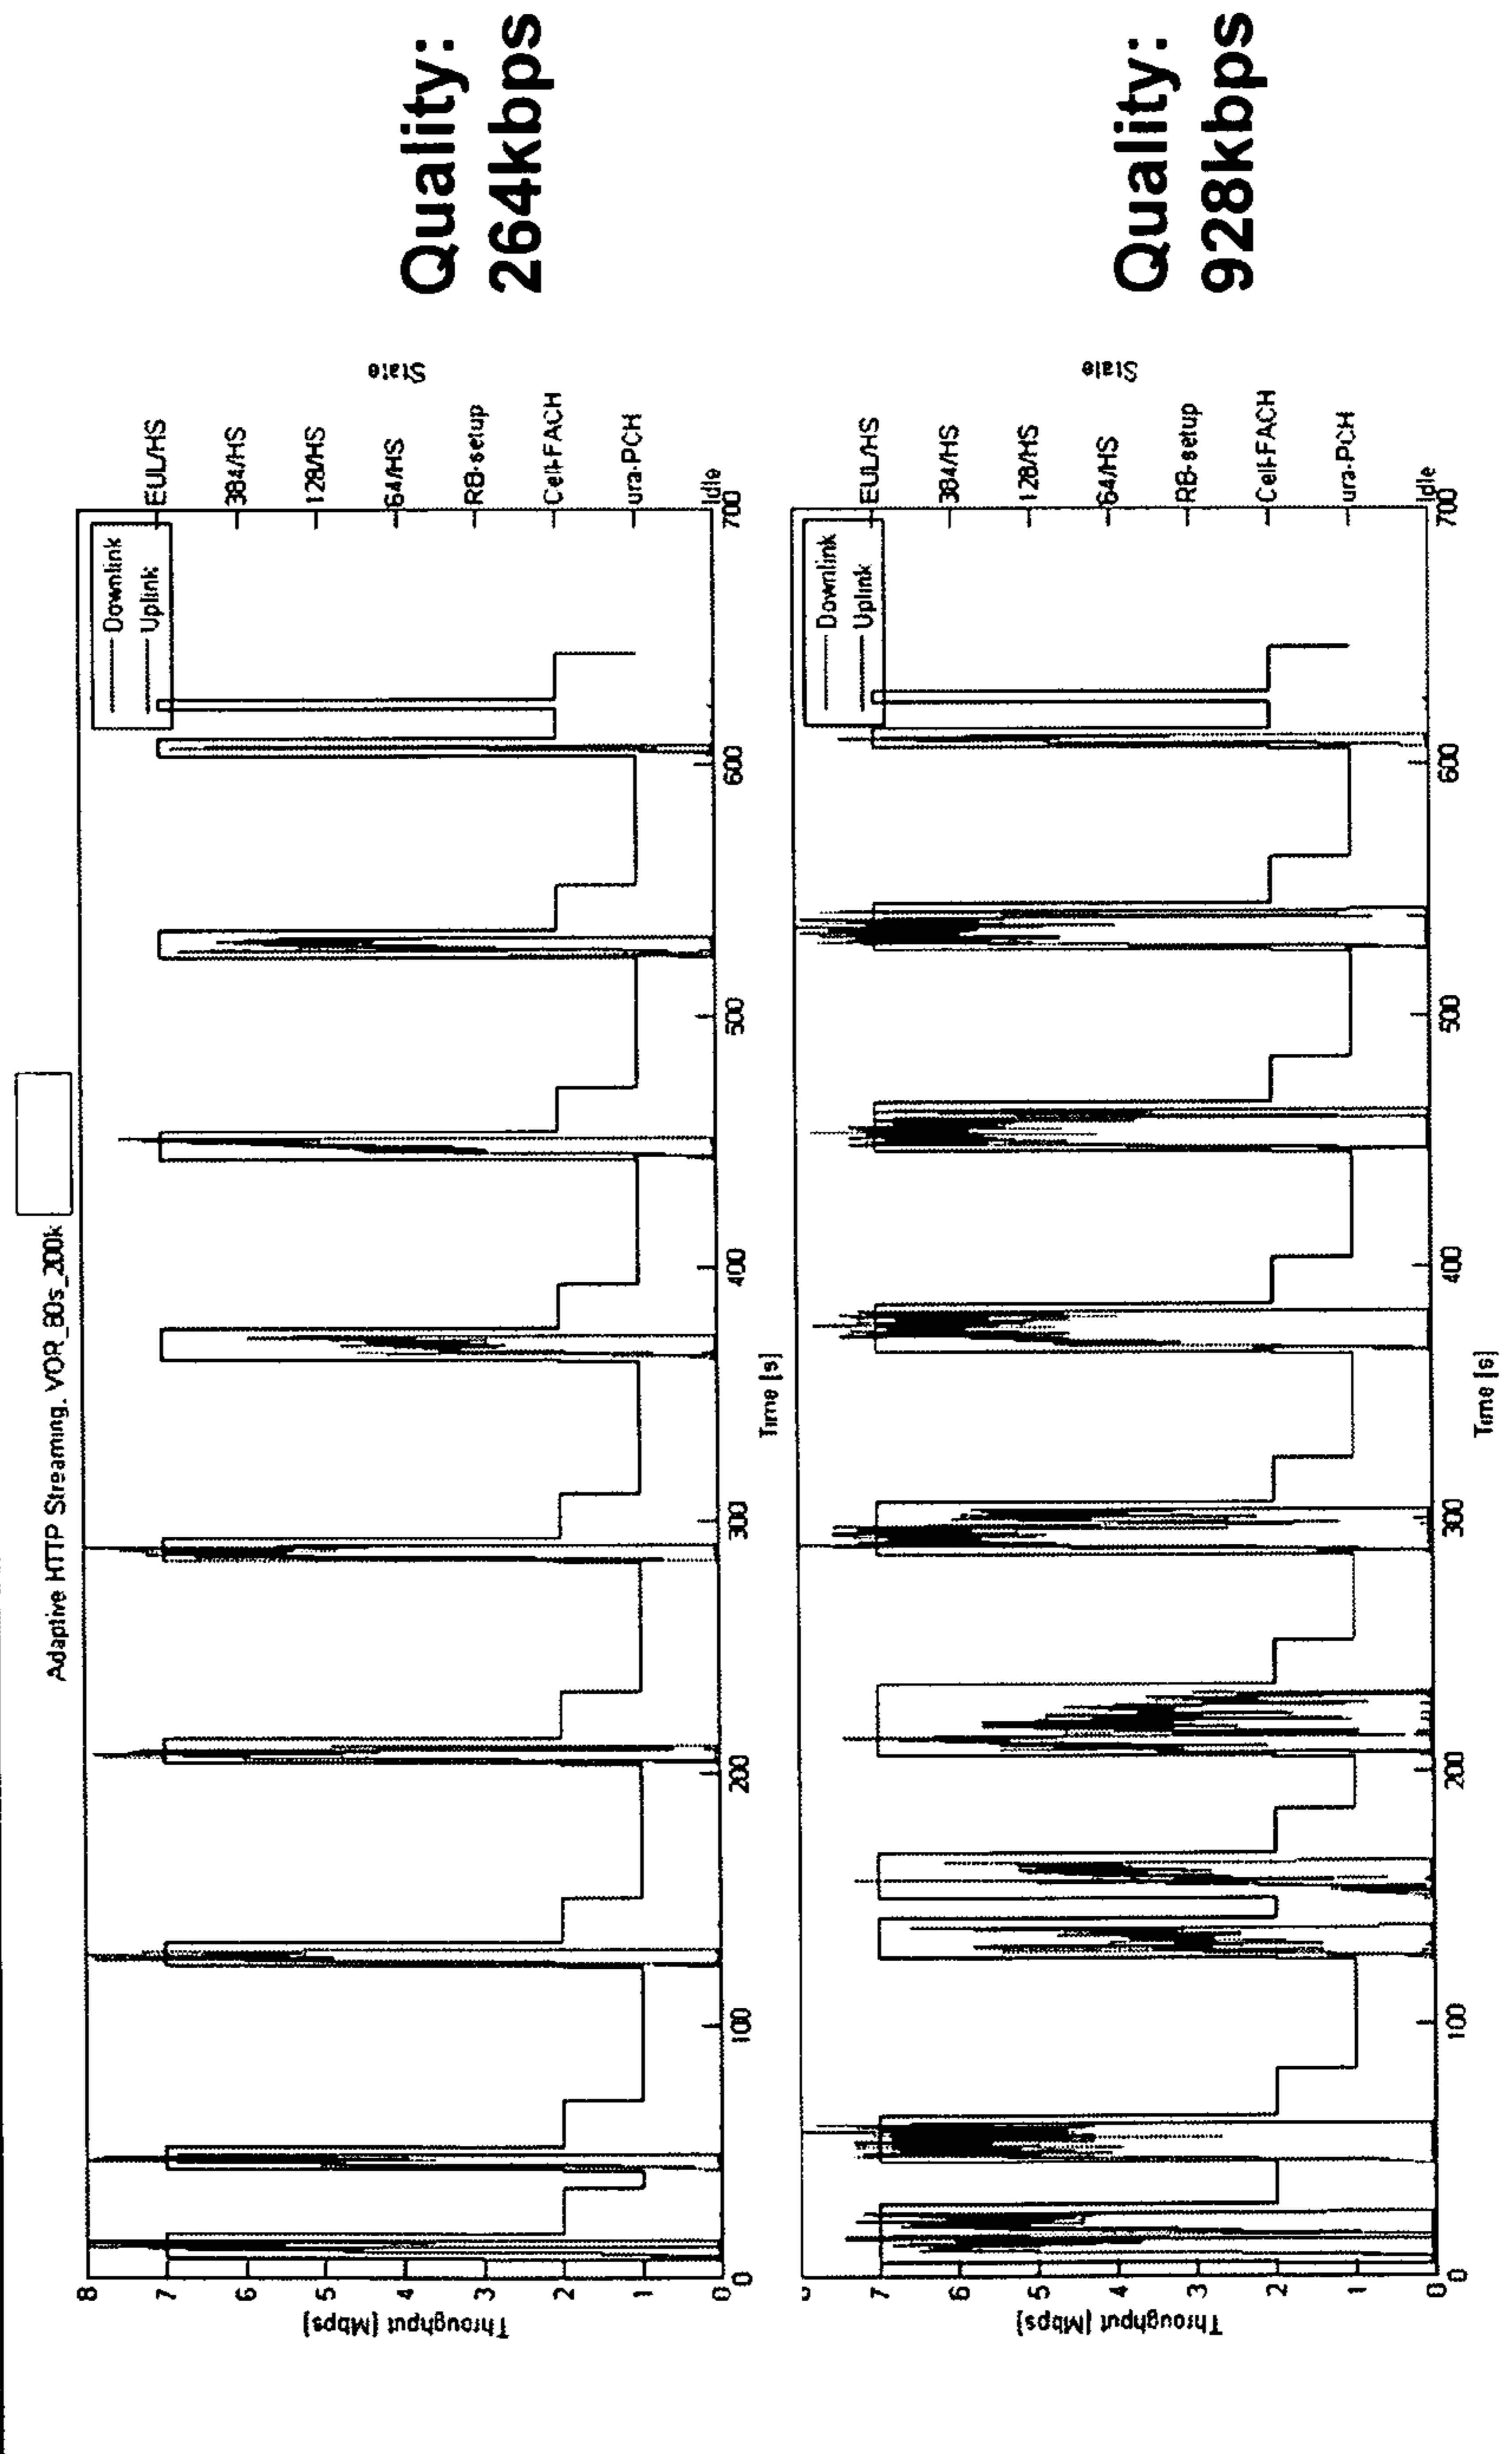 Adaptive HTTP Streaming. VOR_80s_200k
Throughput [Mbps]
8
7
6
5
4
3
2
1
0
0
100
200
300
400
500
600
700
Time [s]
Downlink
Uplink
EUL/HS
384/HS
128/HS
64/HS
RB-setup
Cell-FACH
ura-PCH
Idle
State
Quality:
264kbps
Throughput [Mbps]
7
6
5
4
3
2
1
0
0
100
200
300
400
500
600
700
Time [s]
Downlink
Uplink
EUL/HS
384/HS
128/HS
64/HS
RB-setup
Cell-FACH
ura-PCH
Idle
State
Quality:
928kbps